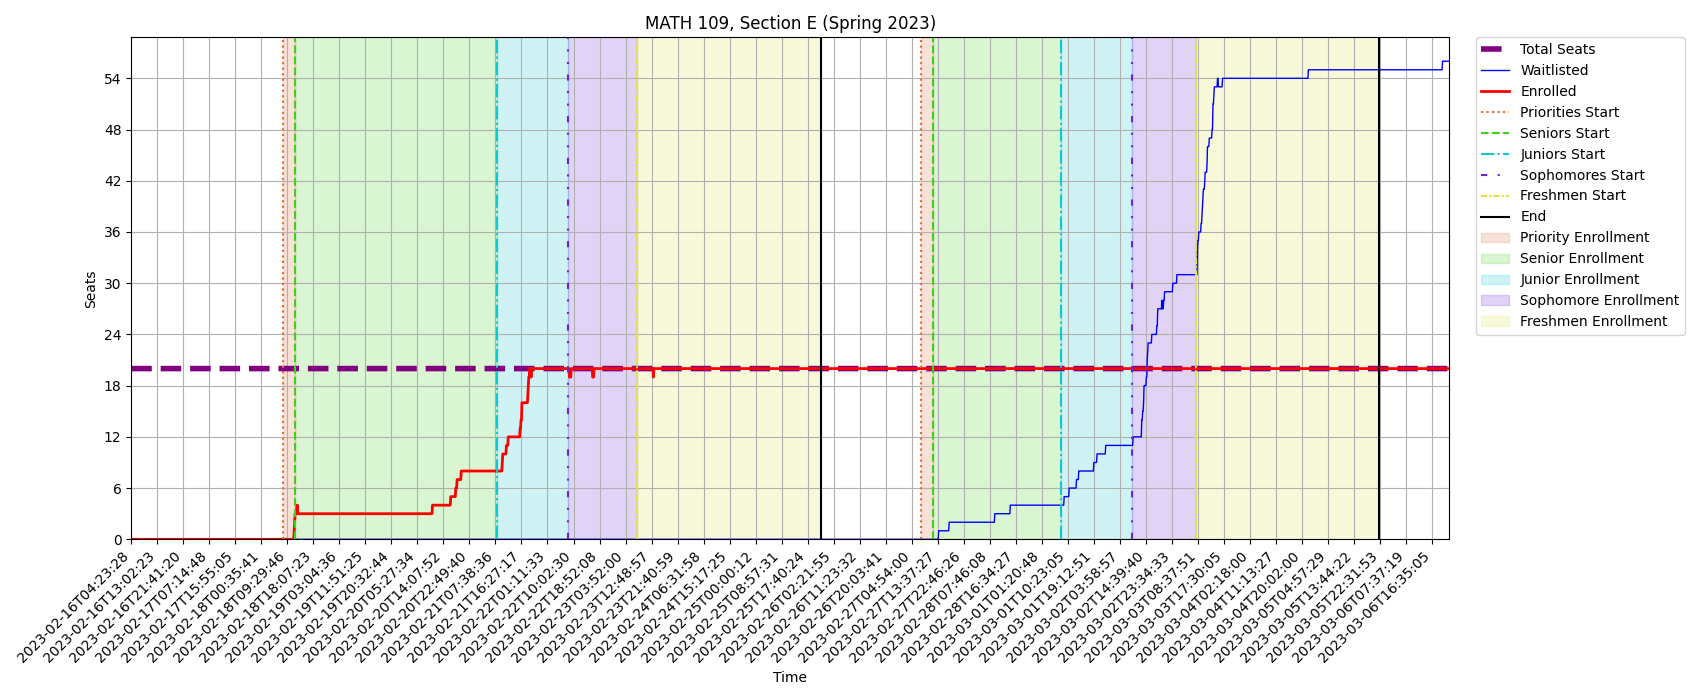 MATH 109, Section E (Spring 2023)
Seats
54
48
42
36
30
24
18
12
6
0
2023-02-16T04:23:28
2023-02-16T13:02:23
2023-02-16T21:41:20
2023-02-17T07:14:48
2023-02-17T15:55:05
2023-02-18T00:35:41
2023-02-18T09:29:46
2023-02-18T18:07:23
2023-02-19T03:04:36
2023-02-19T11:51:25
2023-02-19T20:32:44
2023-02-20T05:27:34
2023-02-20T14:07:52
2023-02-20T22:49:40
2023-02-21T07:38:36
2023-02-21T16:27:17
2023-02-22T01:11:33
2023-02-22T10:02:30
2023-02-22T18:52:08
2023-02-23T03:52:00
2023-02-23T12:48:57
2023-02-23T21:40:59
2023-02-24T06:31:58
2023-02-24T15:17:25
2023-02-25T00:00:12
2023-02-25T08:57:31
2023-02-25T17:40:24
2023-02-26T02:21:55
2023-02-26T11:23:32
2023-02-26T20:03:41
2023-02-27T04:54:00
2023-02-27T13:37:27
2023-02-27T22:46:26
2023-02-28T07:46:08
2023-02-28T16:34:27
2023-03-01T01:20:48
2023-03-01T10:23:05
2023-03-01T19:12:51
2023-03-02T03:58:57
2023-03-02T14:39:40
2023-03-02T23:34:33
2023-03-03T08:37:51
2023-03-03T17:30:05
2023-03-04T02:18:00
2023-03-04T11:13:27
2023-03-04T20:02:00
2023-03-05T04:57:29
2023-03-05T13:44:22
2023-03-05T22:31:53
2023-03-06T07:37:19
2023-03-06T16:35:05
Time
Total Seats
Waitlisted
Enrolled
Priorities Start
Seniors Start
Juniors Start
Sophomores Start
Freshmen Start
End
Priority Enrollment
Senior Enrollment
Junior Enrollment
Sophomore Enrollment
Freshmen Enrollment